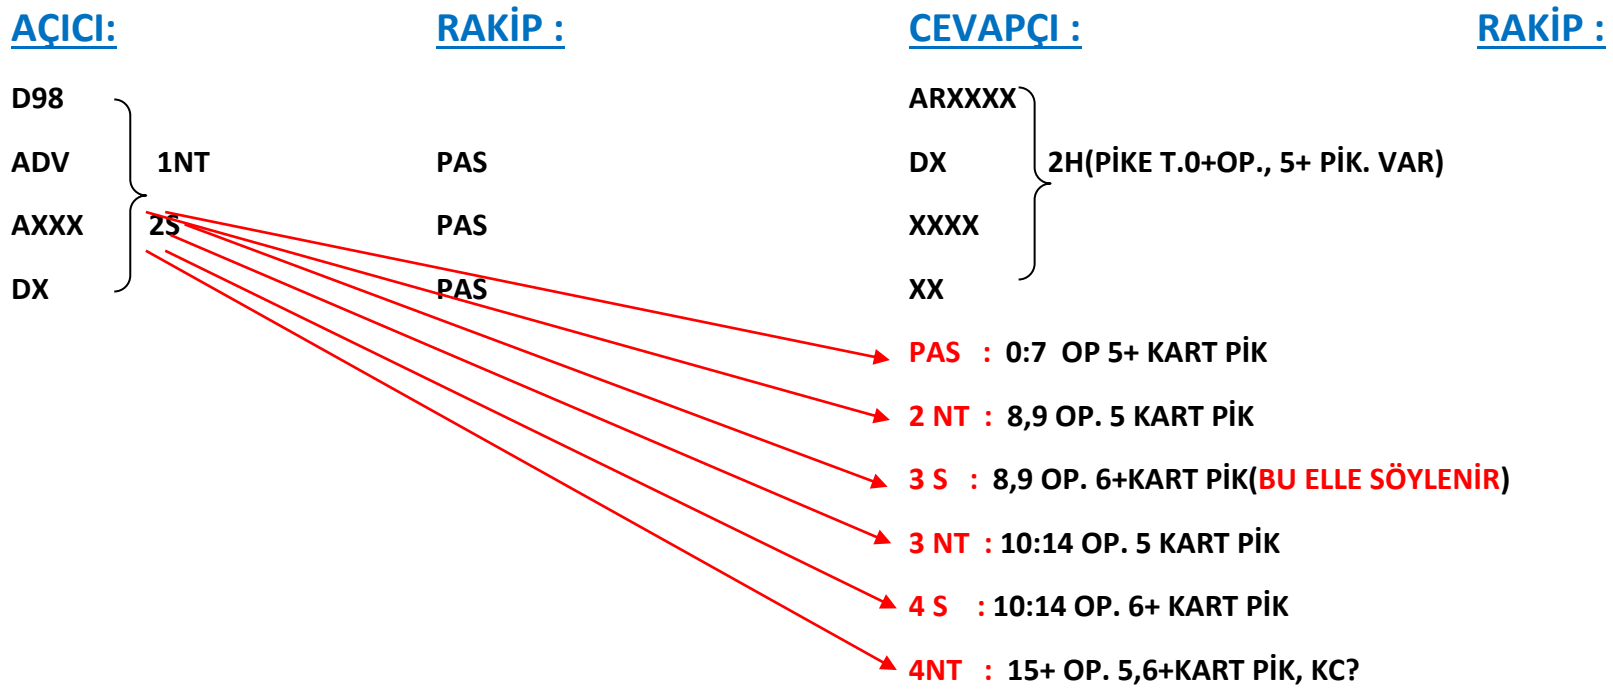 AÇICI: RAKİP : CEVAPÇI : RAKİP :
D98 ARXXXX
ADV 1NT PAS DX 2H(PİKE T.0+OP., 5+ PİK. VAR)
AXXX 2S PAS XXXX
DX PAS XX
PAS : 0:7 OP 5+ KART PİK
2 NT : 8,9 OP. 5 KART PİK
3 S : 8,9 OP. 6+KART PİK(BU ELLE SÖYLENİR)
3 NT : 10:14 OP. 5 KART PİK
4 S : 10:14 OP. 6+ KART PİK
4NT : 15+ OP. 5,6+KART PİK, KC?